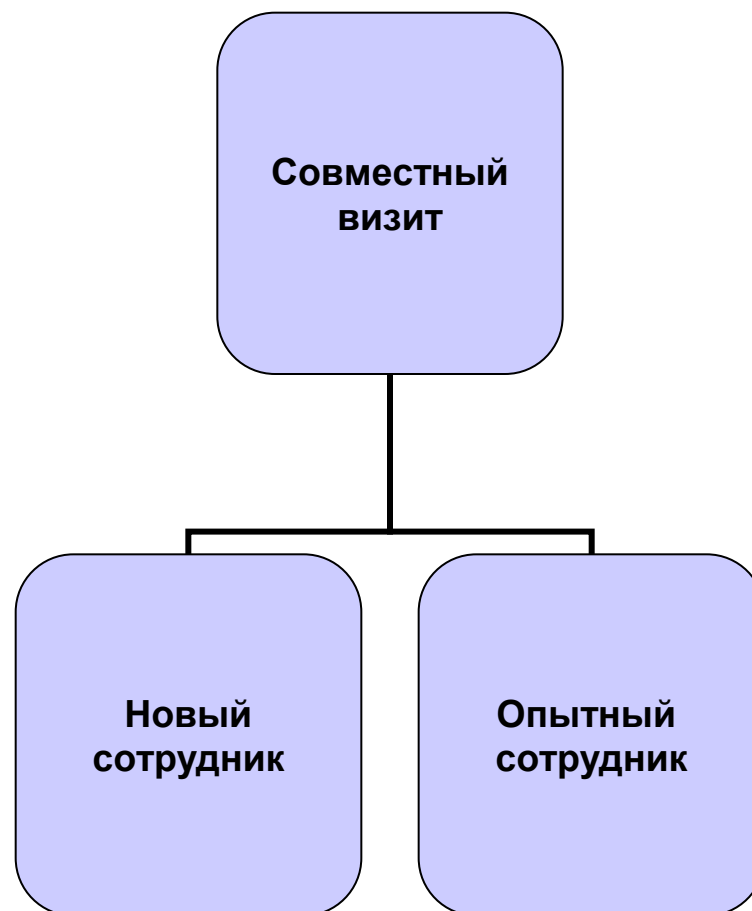 Совместный
визит
Новый
сотрудник
Опытный
сотрудник